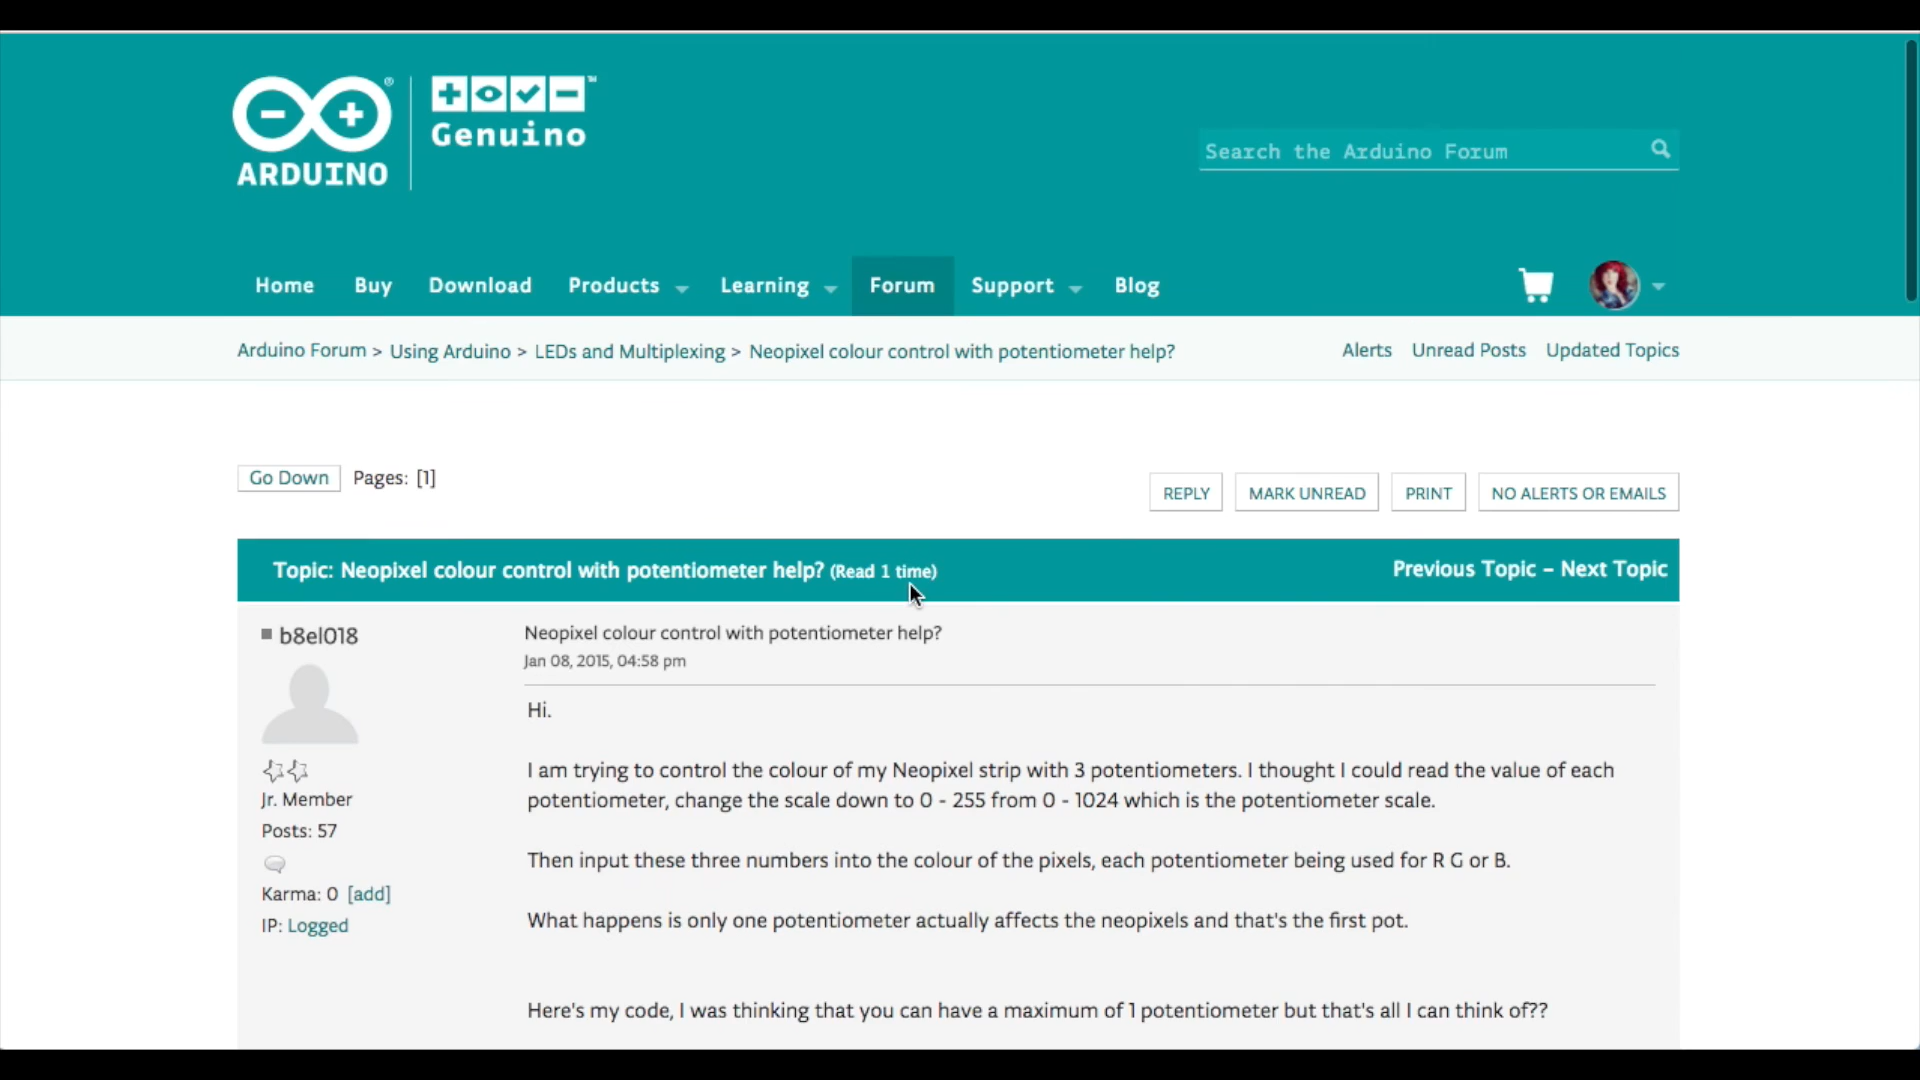 ARDUINO
Genuino
Search the Arduino Forum
Home Buy Download Products Learning Forum Support Blog
Arduino Forum > Using Arduino > LEDs and Multiplexing > Neopixel colour control with potentiometer help?
Alerts Unread Posts Updated Topics
Go Down Pages: [1]
REPLY MARK UNREAD PRINT NO ALERTS OR EMAILS
Topic: Neopixel colour control with potentiometer help? (Read 1 time)
Previous Topic – Next Topic
b8el018
Jr. Member
Posts: 57
Karma: 0 [add]
IP: Logged
Neopixel colour control with potentiometer help?
Jan 08, 2015, 04:58 pm
Hi.
I am trying to control the colour of my Neopixel strip with 3 potentiometers. I thought I could read the value of each
potentiometer, change the scale down to 0 - 255 from 0 - 1024 which is the potentiometer scale.
Then input these three numbers into the colour of the pixels, each potentiometer being used for R G or B.
What happens is only one potentiometer actually affects the neopixels and that's the first pot.
Here's my code, I was thinking that you can have a maximum of 1 potentiometer but that's all I can think of??